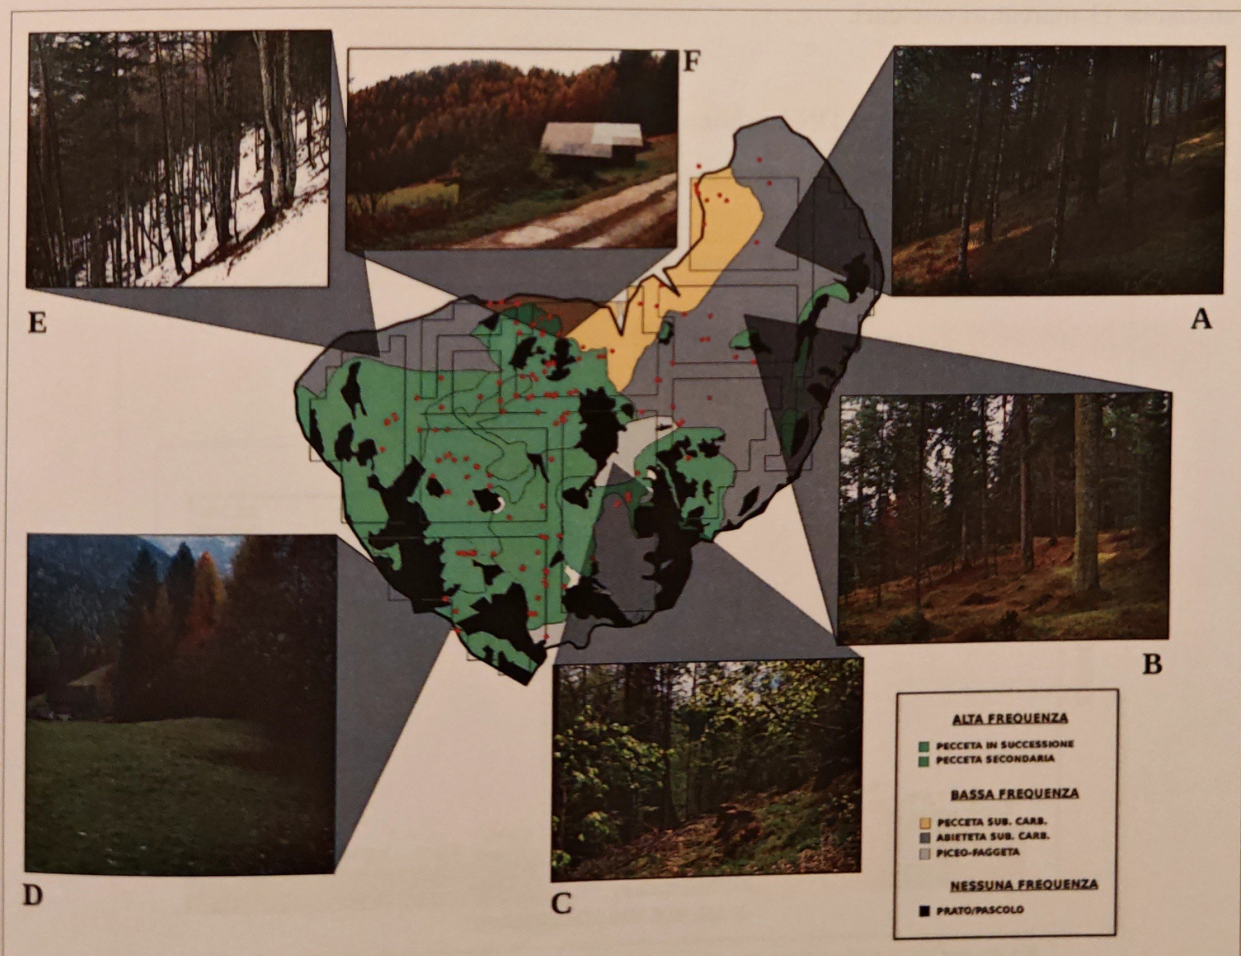 F
E
A
B
D
C
ALTA FREQUENZA
PECCETA IN SUCCESSIONE
PECCETA SECONDARIA
BASSA FREQUENZA
PECCETA SUB. CARB.
ABIETETA SUB. CARB.
PICEO-FAGGETA
NESSUNA FREQUENZA
PRATO/PASCOLO